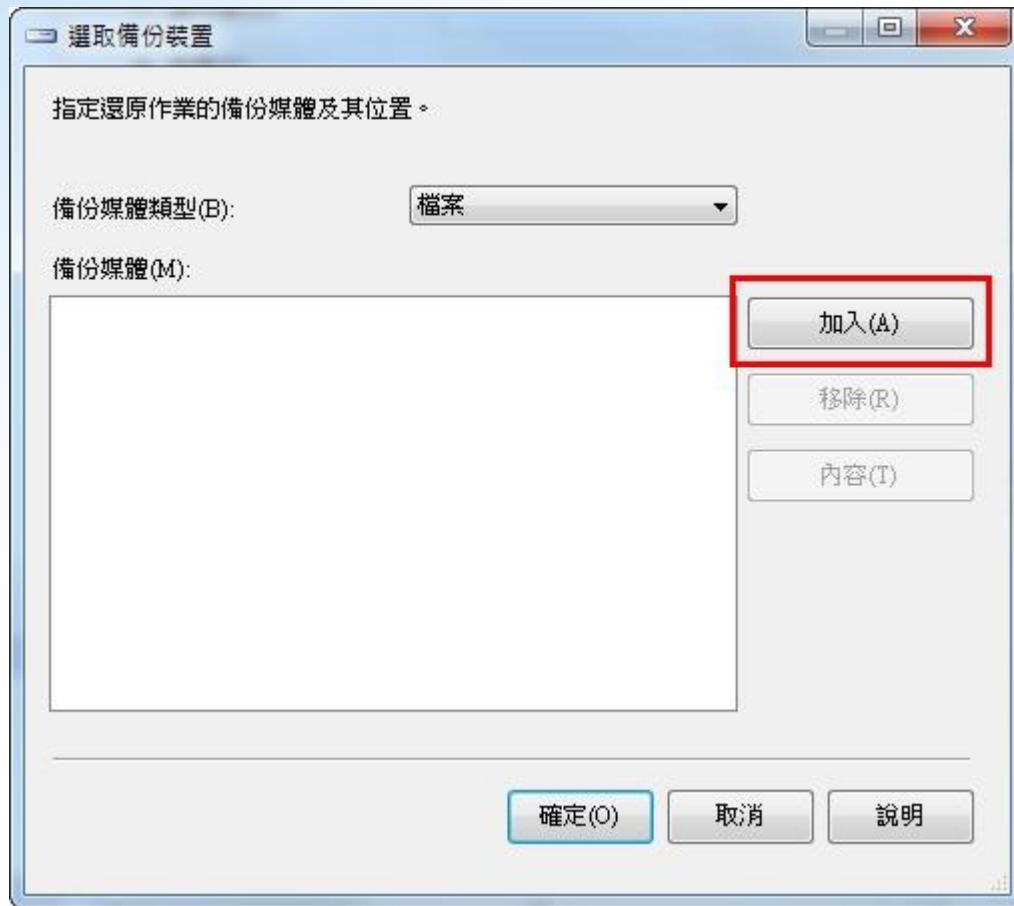 選取備份裝置
指定還原作業的備份媒體及其位置。
備份媒體類型(B):
檔案
備份媒體(M):
加入(A)
移除(R)
內容(T)
確定(O)
取消
說明